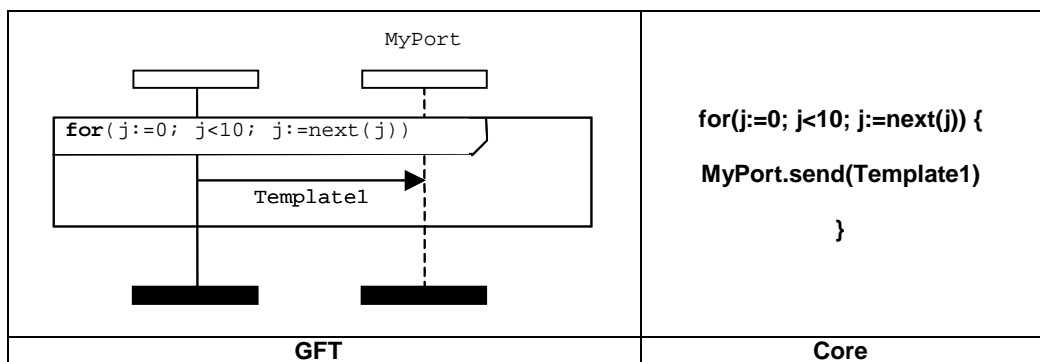 MyPort
for(j:=0; j<10; j:=next(j))
Template1
for(j:=0; j<10; j:=next(j)) {
MyPort.send(Template1)
}
GFT
Core